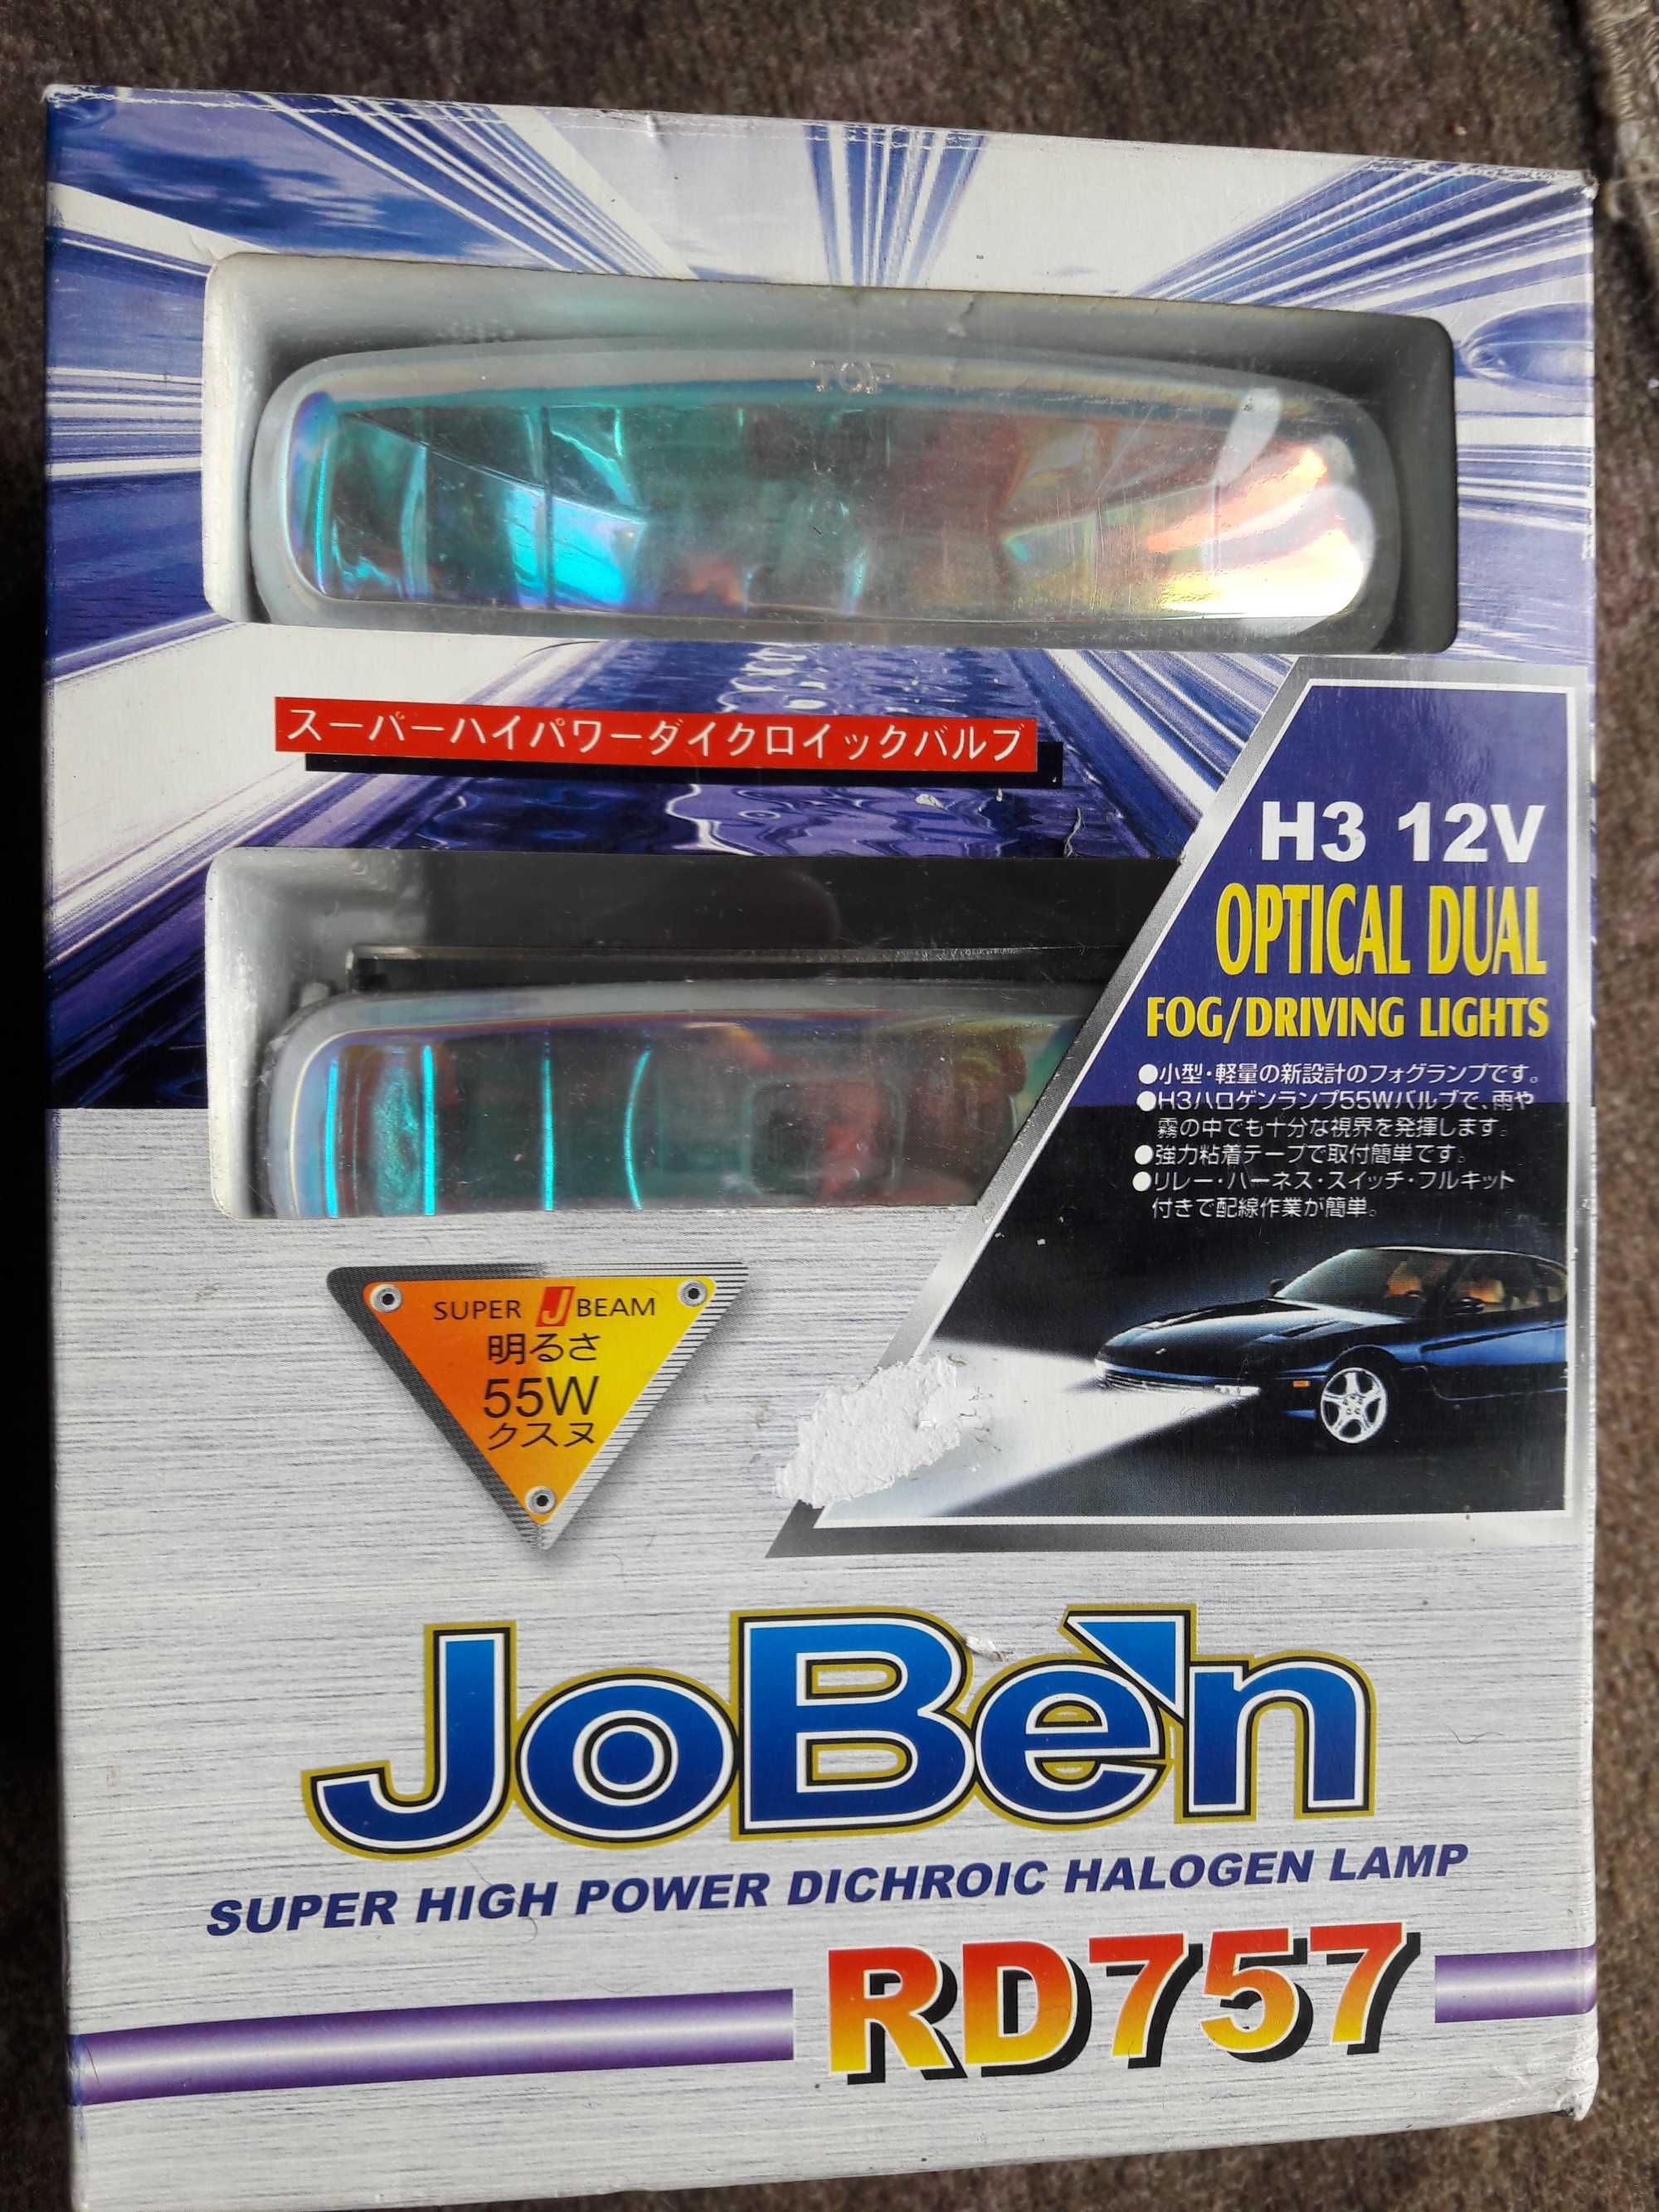 TOP
スーパーハイパワーダイクロイックバルブ
H3 12V
OPTICAL DUAL
FOG/DRIVING LIGHTS
●小型・軽量の新設計のフォグランプです。
●H3ハロゲンランプ55Wバルブで、雨や
霧の中でも十分な視界を発揮します。
●強力粘着テープで取付簡単です。
●リレー・ハーネス・スイッチ・フルキット
付きで配線作業が簡単。
SUPER J BEAM
明るさ
55W
クスヌ
JoBen
SUPER HIGH POWER DICHROIC HALOGEN LAMP
RD757